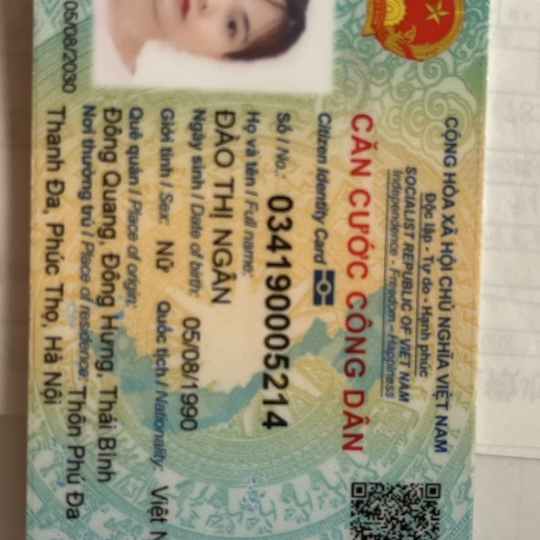 CỘNG HÒA XÃ HỘI CHỦ NGHĨA VIỆT NAM
Độc lập - Tự do - Hạnh phúc
SOCIALIST REPUBLIC OF VIET NAM
Independence - Freedom - Happiness
CĂN CƯỚC CÔNG DÂN
Citizen Identity Card
Số / No.: 034190005214
Họ và tên / Full name:
ĐÀO THỊ NGÂN
Ngày sinh / Date of birth: 05/08/1990
Giới tính / Sex: Nữ Quốc tịch / Nationality: Việt
Quê quán / Place of origin:
Đông Quang, Đông Hưng, Thái Bình
Nơi thường trú / Place of residence: Thôn Phú Đa
Thanh Đa, Phúc Thọ, Hà Nội
05/08/2030